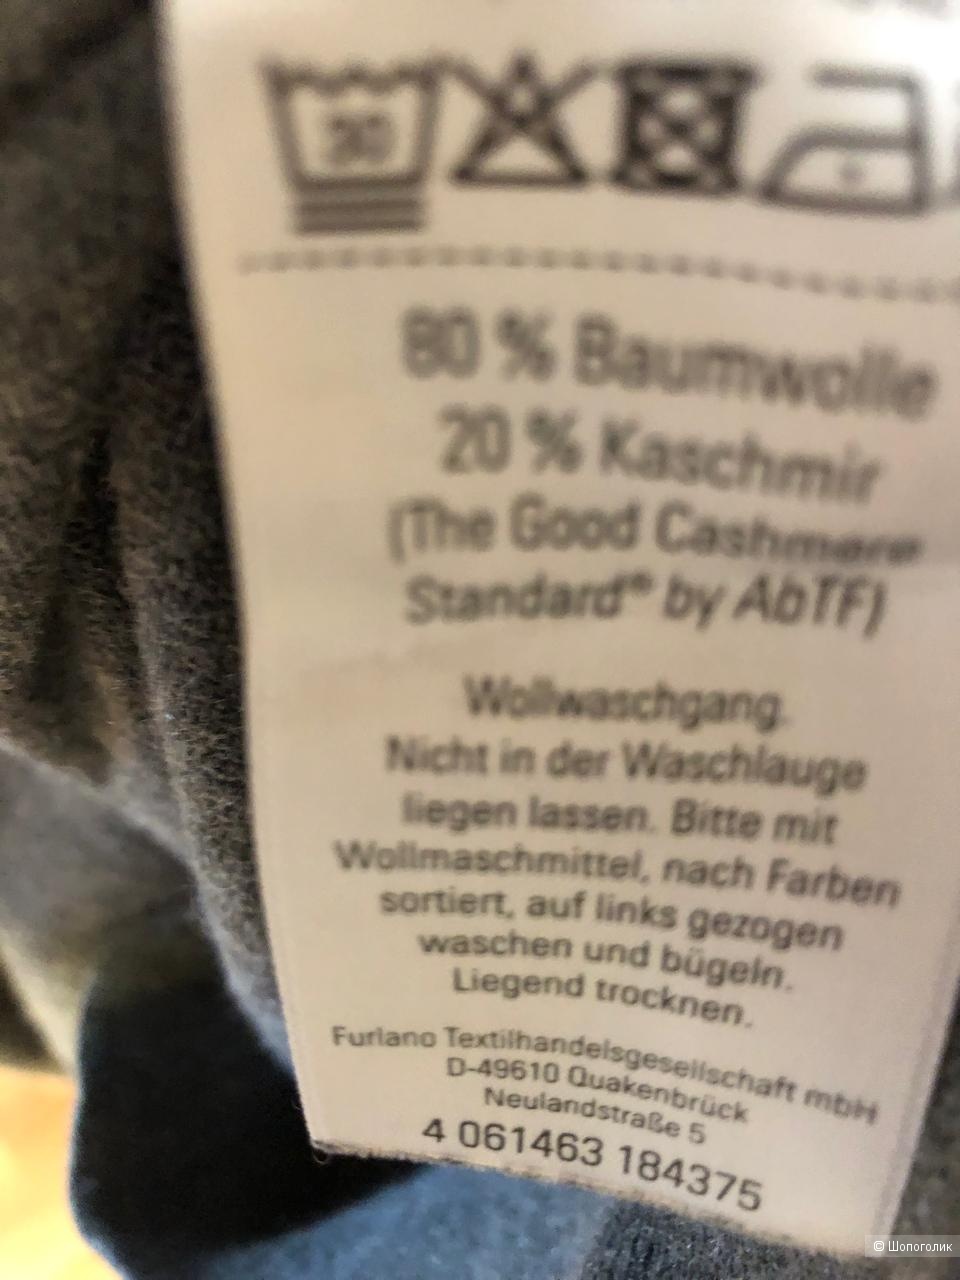 30
80 % Baumwolle
20 % Kaschmir
(The Good Cashmere
Standard® by AbTF)
Wollwaschgang.
Nicht in der Waschlauge
liegen lassen. Bitte mit
Wollmaschmittel, nach Farben
sortiert, auf links gezogen
waschen und bügeln.
Liegend trocknen.
Furlano Textilhandelsgesellschaft mbH
D-49610 Quakenbrück
Neulandstraße 5
4 061463 184375
© Шопоголик